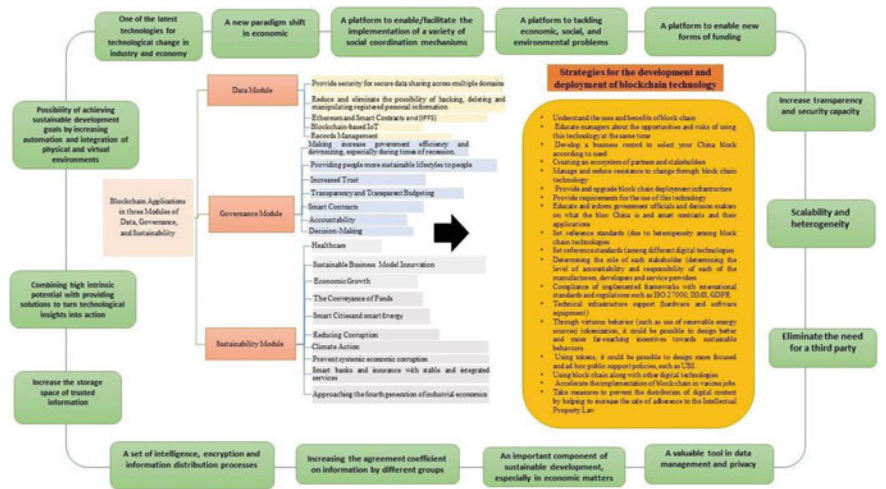 One of the latest
technologies for
technological change in
industry and economy
A new paradigm shift
in economic
A platform to enable/facilitate the
implementation of a variety of
social coordination mechanisms
A platform to tackling
economic, social, and
environmental problems
A platform to enable new
forms of funding
Possibility of achieving
sustainable development
goals by increasing
automation and integration of
physical and virtual
environments
Combining high intrinsic
potential with providing
solutions to turn technological
insights into action
Increase the storage
space of trusted
information
Blockchain Applications
in three Modules of
Data, Governance,
and Sustainability
Data Module
Provide security for secure data sharing across multiple domains
Reduce and eliminate the possibility of hacking, deleting and
manipulating registered personal information
Ethereum and Smart Contracts and (IPFS)
Blockchain-based IoT
Records Management
Governance Module
Making increase government efficiency and
downsizing, especially during times of recession.
Providing people more sustainable lifestyles to people
Increased Trust
Transparency and Transparent Budgeting
Smart Contracts
Accountability
Decision-Making
Sustainability Module
Healthcare
Sustainable Business Model Innovation
Economic Growth
The Conveyance of Funds
Smart Cities and smart Energy
Reducing Corruption
Climate Action
Prevent systemic economic corruption
Smart banks and insurance with stable and integrated
services
Approaching the fourth generation of industrial economics
Strategies for the development and
deployment of blockchain technology
• Understand the uses and benefits of block chain
• Educate managers about the opportunities and risks of using
this technology at the same time
• Develop a business record to select your China block
according to need
• Creating an ecosystem of partners and stakeholders
• Manage and reduce resistance to change through block chain
technology
• Provide and upgrade block chain deployment infrastructure
• Provide requirements for the use of this technology
• Educate and inform government officials and decision makers
on what the bloc China is and smart contracts and their
applications
• Set reference standards (due to heterogeneity among block
chain technologies
• Set reference standards (among different digital technologies
• Determining the role of each stakeholder (determining the
level of accountability and responsibility of each of the
manufacturers, developers and service providers
• Compliance of implemented frameworks with international
standards and regulations such as ISO 27000, ISMS, GDPR.
• Technical infrastructure support (hardware and software
equipment)
• Through virtuous behavior (such as use of renewable energy
sources) tokenization, it could be possible to design better
and more far-reaching incentives towards sustainable
behaviors
• Using tokens, it could be possible to design more focused
and ad hoc public support policies, such as UBI.
• Using block chain along with other digital technologies
• Accelerate the implementation of blockchain in various jobs
• Take measures to prevent the distribution of digital content
by helping to increase the rate of adherence to the Intellectual
Property Law
Increase transparency
and security capacity
Scalability and
heterogeneity
Eliminate the need
for a third party
A set of intelligence, encryption and
information distribution processes
Increasing the agreement coefficient
on information by different groups
An important component of
sustainable development,
especially in economic matters
A valuable tool in data
management and privacy